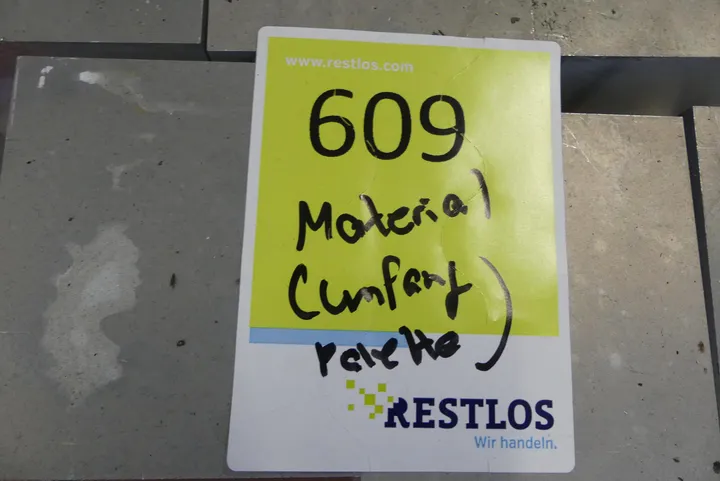 www.restlos.com
609
Material
(Umfang
Palette)
RESTLOS
Wir handeln.